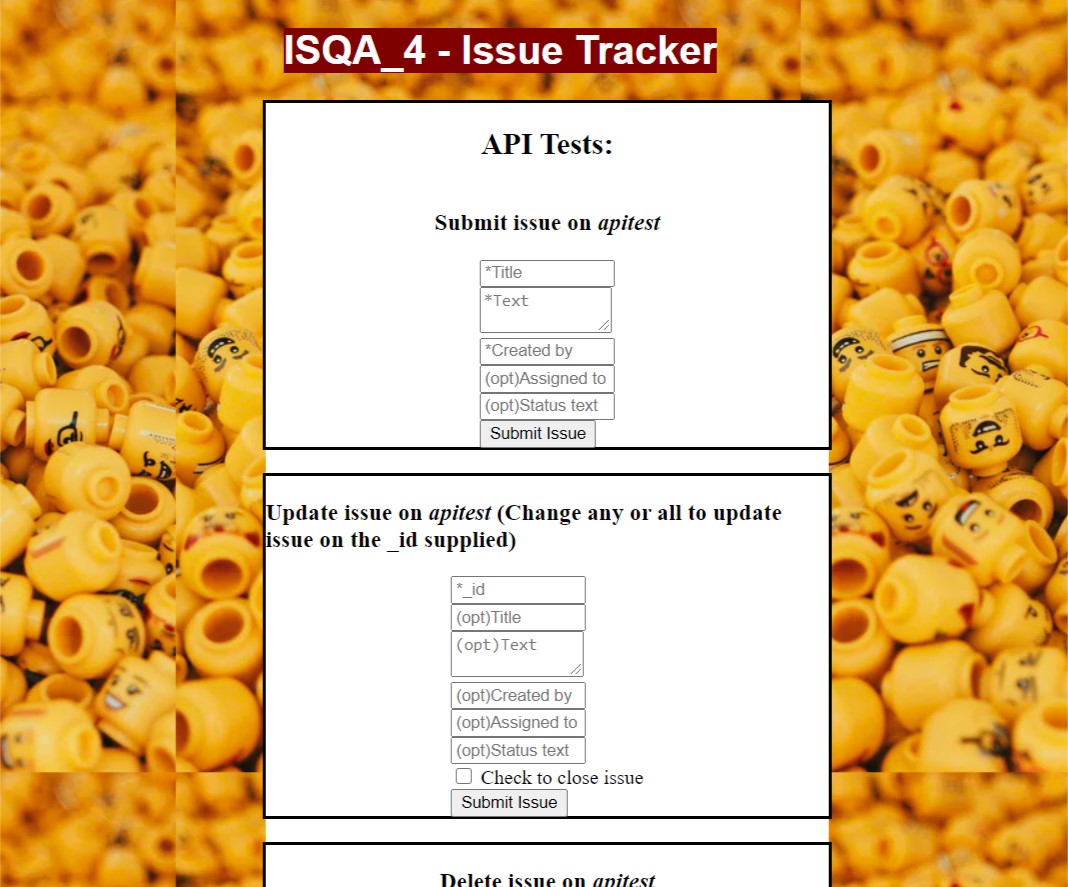 ISQA_4 - Issue Tracker
API Tests:
Submit issue on apitest
*Title
*Text
*Created by
(opt)Assigned to
(opt)Status text
Submit Issue
Update issue on apitest (Change any or all to update
issue on the _id supplied)
*_id
(opt)Title
(opt)Text
(opt)Created by
(opt)Assigned to
(opt)Status text
Check to close issue
Submit Issue
Delete issue on apitest